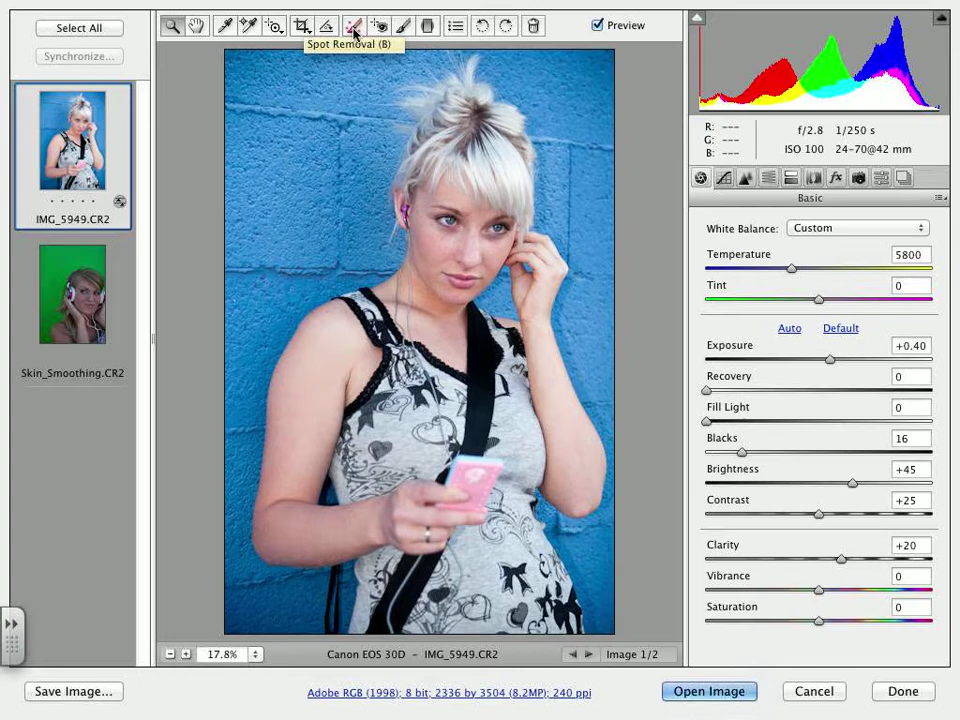 Select All
Synchronize...
IMG_5949.CR2
Skin_Smoothing.CR2
Spot Removal (B)
Preview
R: ---
G: ---
B: ---
f/2.8 1/250 s
ISO 100 24-70@42 mm
fx
Basic
White Balance: Custom
Temperature 5800
Tint 0
Auto Default
Exposure +0.40
Recovery 0
Fill Light 0
Blacks 16
Brightness +45
Contrast +25
Clarity +20
Vibrance 0
Saturation 0
17.8% Canon EOS 30D - IMG_5949.CR2 Image 1/2
Save Image... Adobe RGB (1998); 8 bit; 2336 by 3504 (8.2MP); 240 ppi Open Image Cancel Done